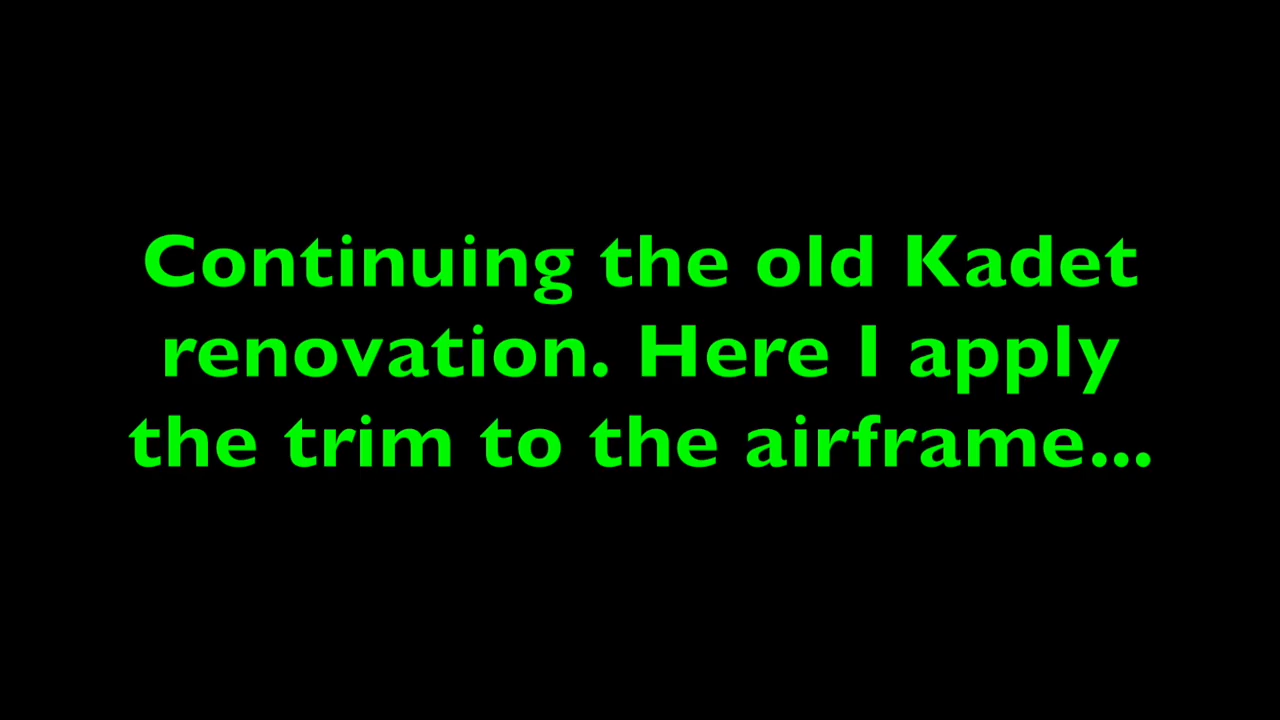 Continuing the old Kadet
renovation. Here I apply
the trim to the airframe...